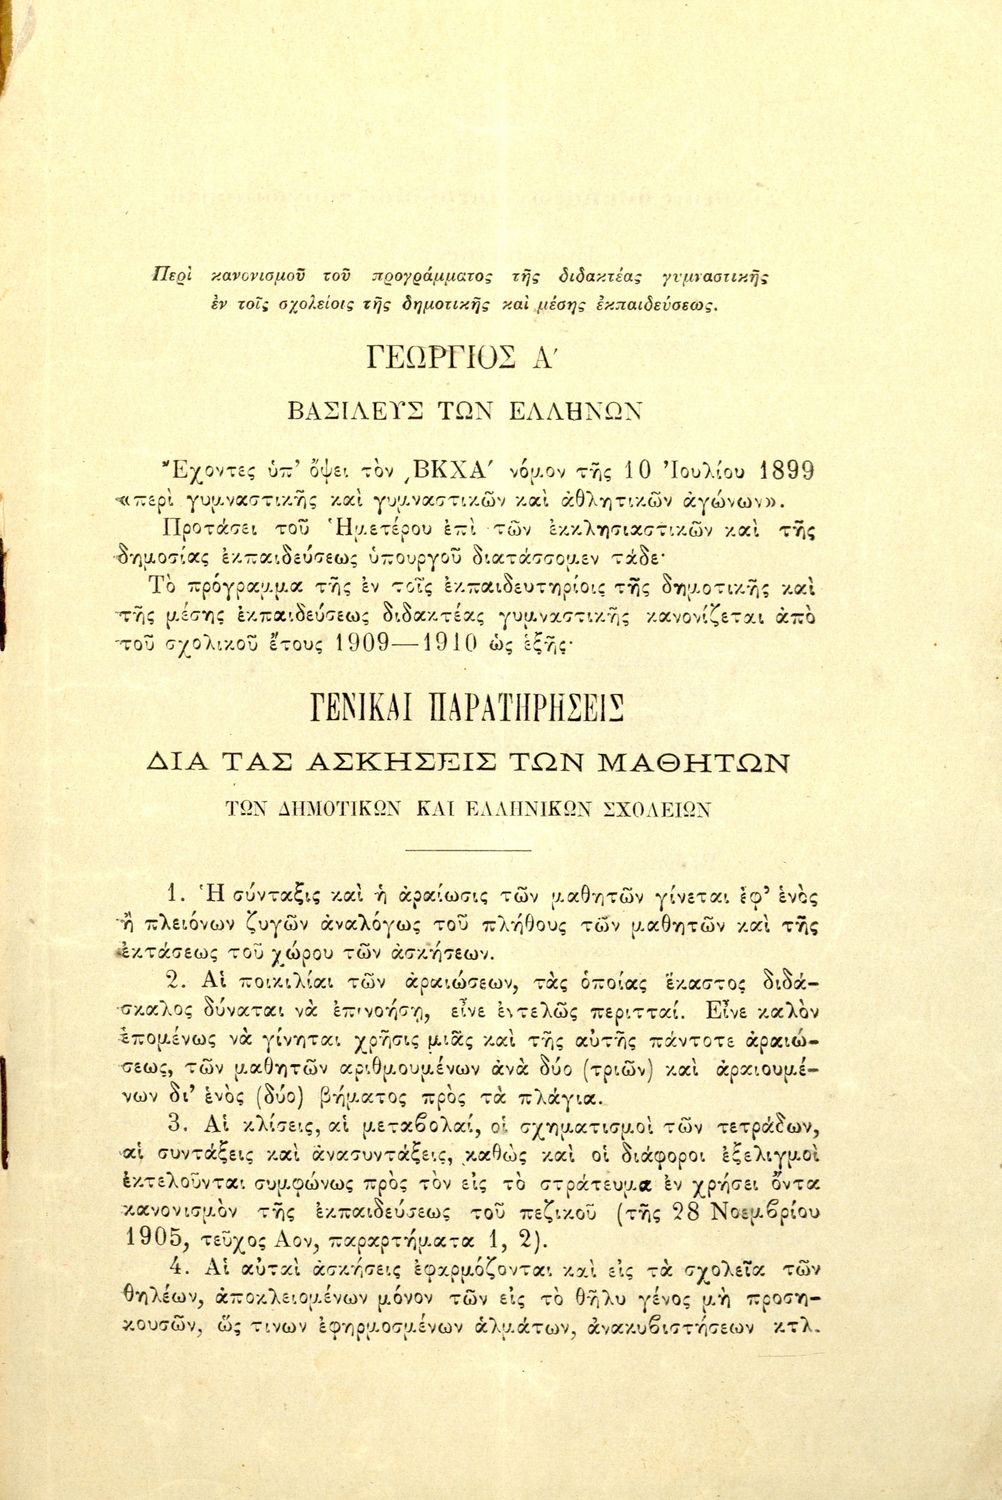 Περὶ κανονισμοῦ τοῦ προγράμματος τῆς διδακτέας γυμναστικῆς
ἐν τοῖς σχολείοις τῆς δημοτικῆς καὶ μέσης ἐκπαιδεύσεως.
ΓΕΩΡΓΙΟΣ Α΄
ΒΑΣΙΛΕΥΣ ΤΩΝ ΕΛΛΗΝΩΝ
Ἔχοντες ὑπ’ ὄψει τὸν ͵ΒΚΧΑ΄ νόμον τῆς 10 Ἰουλίου 1899
«περὶ γυμναστικῆς καὶ γυμναστικῶν καὶ ἀθλητικῶν ἀγώνων».
Προτάσει τοῦ Ἡμετέρου ἐπὶ τῶν ἐκκλησιαστικῶν καὶ τῆς
δημοσίας ἐκπαιδεύσεως ὑπουργοῦ διατάσσομεν τάδε·
Τὸ πρόγραμμα τῆς ἐν τοῖς ἐκπαιδευτηρίοις τῆς δημοτικῆς καὶ
τῆς μέσης ἐκπαιδεύσεως διδακτέας γυμναστικῆς κανονίζεται ἀπὸ
τοῦ σχολικοῦ ἔτους 1909—1910 ὡς ἑξῆς·
ΓΕΝΙΚΑΙ ΠΑΡΑΤΗΡΗΣΕΙΣ
ΔΙΑ ΤΑΣ ΑΣΚΗΣΕΙΣ ΤΩΝ ΜΑΘΗΤΩΝ
ΤΩΝ ΔΗΜΟΤΙΚΩΝ ΚΑΙ ΕΛΛΗΝΙΚΩΝ ΣΧΟΛΕΙΩΝ
1. Ἡ σύνταξις καὶ ἡ ἀραίωσις τῶν μαθητῶν γίνεται ἐφ’ ἑνὸς
ἢ πλειόνων ζυγῶν ἀναλόγως τοῦ πλήθους τῶν μαθητῶν καὶ τῆς
ἐκτάσεως τοῦ χώρου τῶν ἀσκήσεων.
2. Αἱ ποικιλίαι τῶν ἀραιώσεων, τὰς ὁποίας ἕκαστος διδά-
σκαλος δύναται νὰ ἐπινοήσῃ, εἶνε ἐντελῶς περιτταί. Εἶνε καλὸν
ἑπομένως νὰ γίνηται χρῆσις μιᾶς καὶ τῆς αὐτῆς πάντοτε ἀραιώ-
σεως, τῶν μαθητῶν ἀριθμουμένων ἀνὰ δύο (τριῶν) καὶ ἀραιουμέ-
νων δι’ ἑνὸς (δύο) βήματος πρὸς τὰ πλάγια.
3. Αἱ κλίσεις, αἱ μεταβολαί, οἱ σχηματισμοὶ τῶν τετράδων,
αἱ συντάξεις καὶ ἀνασυντάξεις, καθὼς καὶ οἱ διάφοροι ἐξελιγμοὶ
ἐκτελοῦνται συμφώνως πρὸς τὸν εἰς τὸ στράτευμα ἐν χρήσει ὄντα
κανονισμὸν τῆς ἐκπαιδεύσεως τοῦ πεζικοῦ (τῆς 28 Νοεμβρίου
1905, τεῦχος Αον, παραρτήματα 1, 2).
4. Αἱ αὐταὶ ἀσκήσεις ἐφαρμόζονται καὶ εἰς τὰ σχολεῖα τῶν
θηλέων, ἀποκλειομένων μόνον τῶν εἰς τὸ θῆλυ γένος μὴ προση-
κουσῶν, ὥς τινων ἐφηρμοσμένων ἁλμάτων, ἀνακυβιστήσεων κτλ.